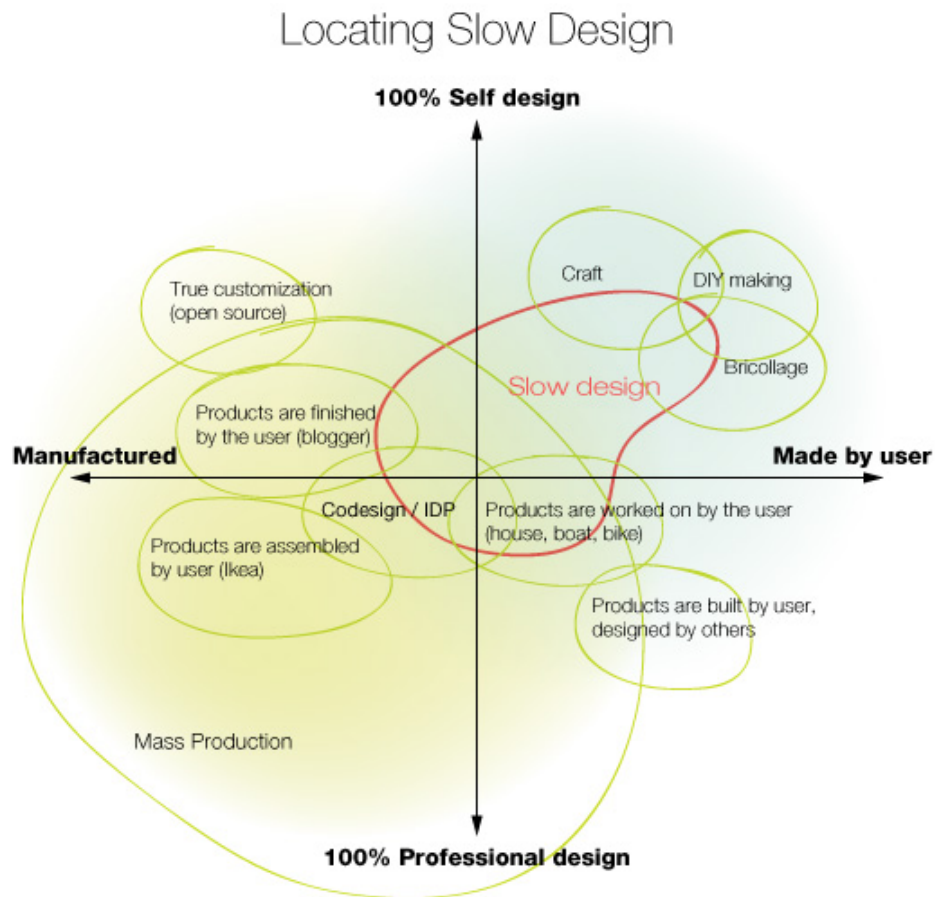 Locating Slow Design
100% Self design
Craft
DIY making
True customization
(open source)
Bricollage
Slow design
Products are finished
by the user (blogger)
Manufactured
Made by user
Codesign / IDP
Products are worked on by the user
(house, boat, bike)
Products are assembled
by user (Ikea)
Products are built by user,
designed by others
Mass Production
100% Professional design